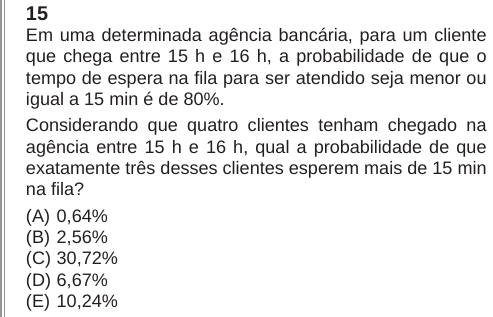 15
Em uma determinada agência bancária, para um cliente
que chega entre 15 h e 16 h, a probabilidade de que o
tempo de espera na fila para ser atendido seja menor ou
igual a 15 min é de 80%.
Considerando que quatro clientes tenham chegado na
agência entre 15 h e 16 h, qual a probabilidade de que
exatamente três desses clientes esperem mais de 15 min
na fila?
(A) 0,64%
(B) 2,56%
(C) 30,72%
(D) 6,67%
(E) 10,24%